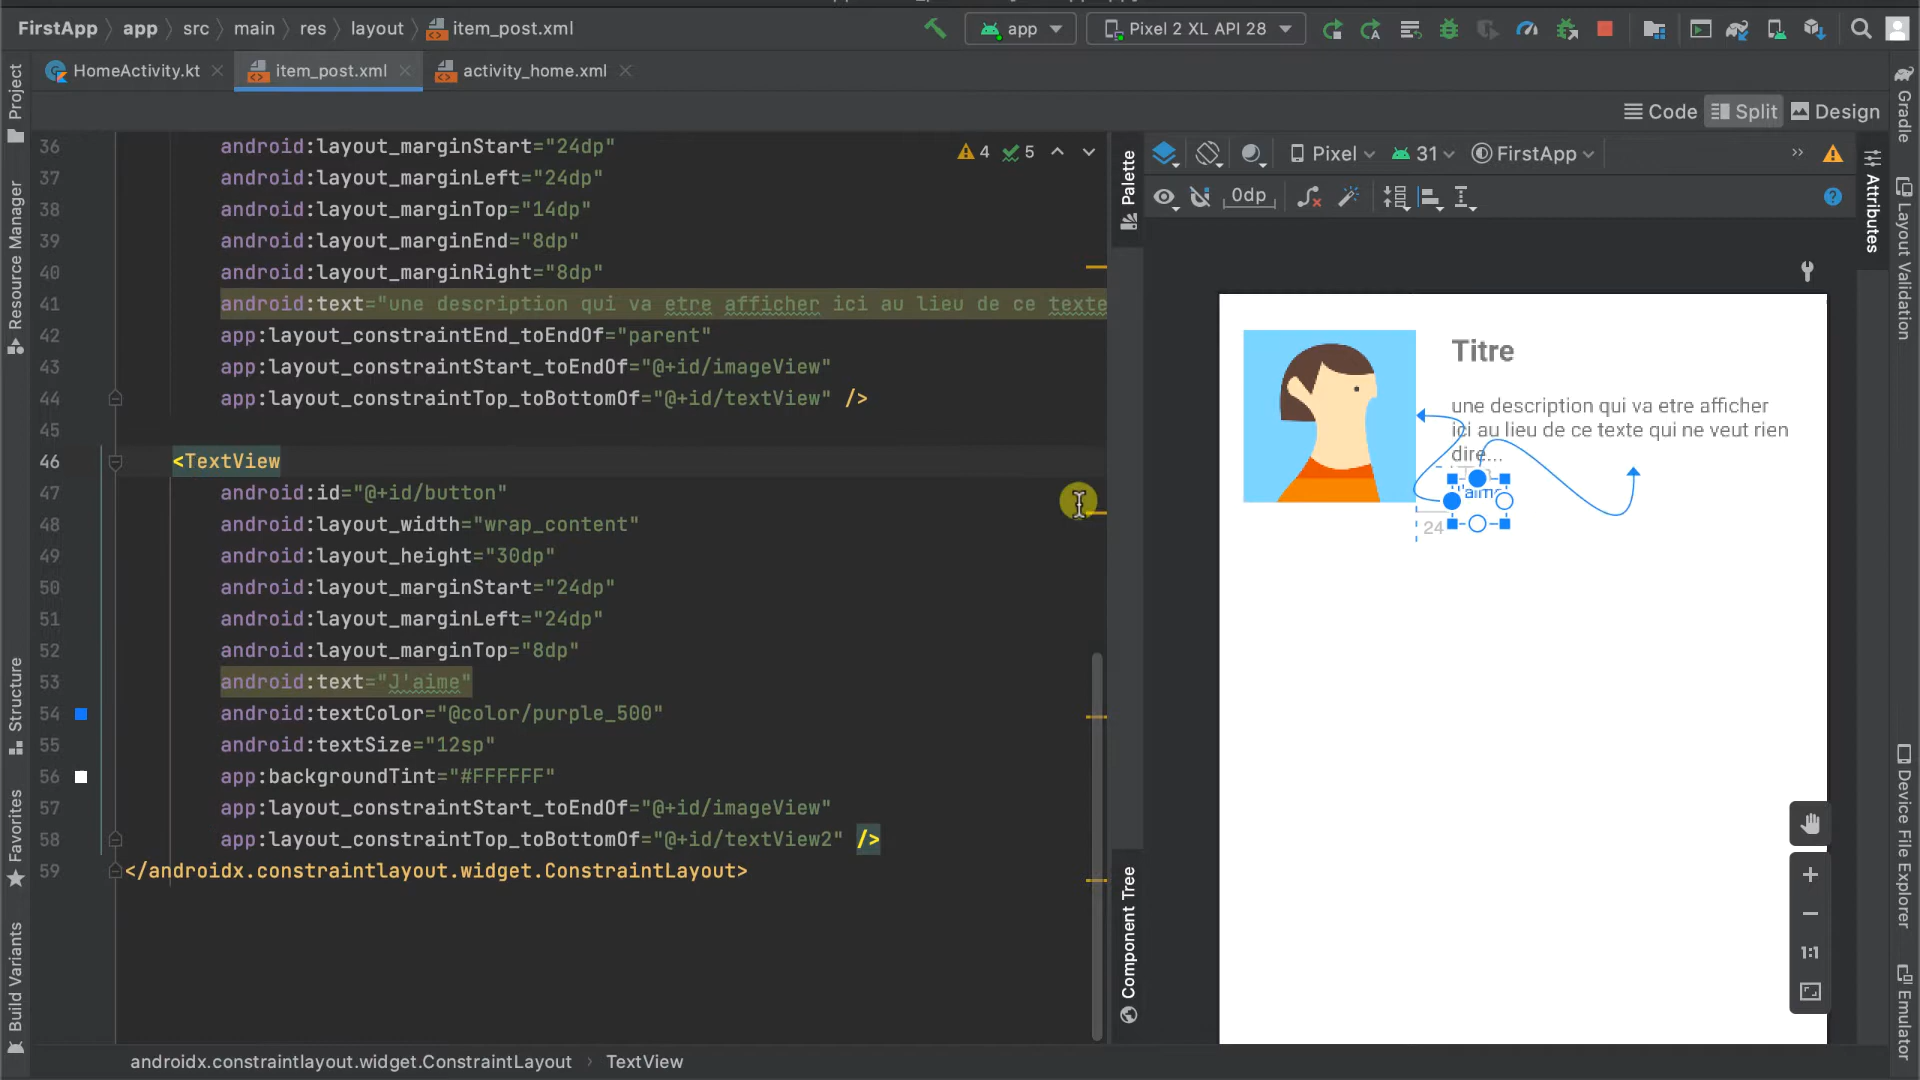 FirstApp
app
src
main
res
layout
item_post.xml
app
Pixel 2 XL API 28
HomeActivity.kt
item_post.xml
activity_home.xml
Code
Split
Design
Project
Resource Manager
Structure
Favorites
Build Variants
36 android:layout_marginStart="24dp"
37 android:layout_marginLeft="24dp"
38 android:layout_marginTop="14dp"
39 android:layout_marginEnd="8dp"
40 android:layout_marginRight="8dp"
41 android:text="une description qui va etre afficher ici au lieu de ce texte
42 app:layout_constraintEnd_toEndOf="parent"
43 app:layout_constraintStart_toEndOf="@+id/imageView"
44 app:layout_constraintTop_toBottomOf="@+id/textView" />
45
46 <TextView
47 android:id="@+id/button"
48 android:layout_width="wrap_content"
49 android:layout_height="30dp"
50 android:layout_marginStart="24dp"
51 android:layout_marginLeft="24dp"
52 android:layout_marginTop="8dp"
53 android:text="J'aime"
54 android:textColor="@color/purple_500"
55 android:textSize="12sp"
56 app:backgroundTint="#FFFFFF"
57 app:layout_constraintStart_toEndOf="@+id/imageView"
58 app:layout_constraintTop_toBottomOf="@+id/textView2" />
59 </androidx.constraintlayout.widget.ConstraintLayout>
4
5
Palette
Component Tree
Pixel
31
FirstApp
0dp
Titre
une description qui va etre afficher
ici au lieu de ce texte qui ne veut rien
dire...
24
1:1
Attributes
Gradle
Layout Validation
Device File Explorer
Emulator
androidx.constraintlayout.widget.ConstraintLayout
TextView